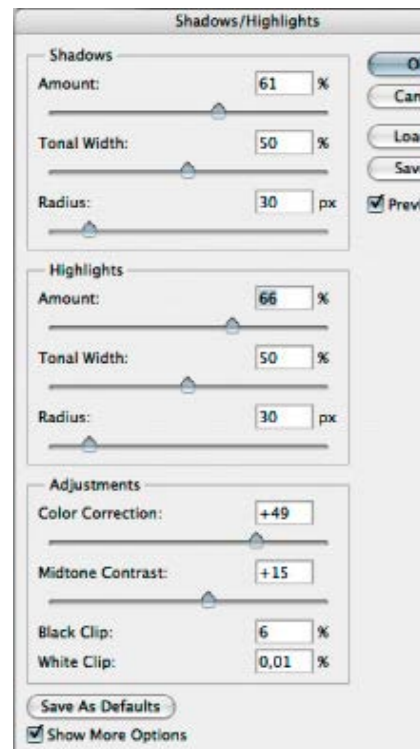 Shadows/Highlights
Shadows
Amount: 61 %
Tonal Width: 50 %
Radius: 30 px
Highlights
Amount: 66 %
Tonal Width: 50 %
Radius: 30 px
Adjustments
Color Correction: +49
Midtone Contrast: +15
Black Clip: 6 %
White Clip: 0,01 %
Save As Defaults
Show More Options